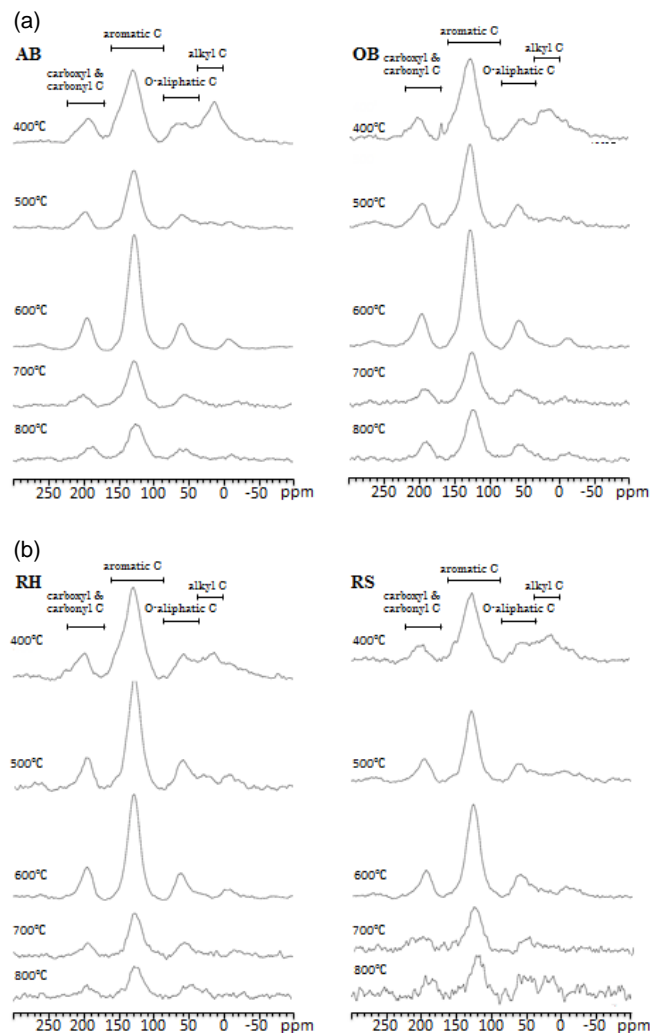 (a)
AB
aromatic C
alkyl C
carboxyl &
carbonyl C
O-aliphatic C
400℃
500℃
600℃
700℃
800℃
250 200 150 100 50 0 -50 ppm
OB
aromatic C
alkyl C
carboxyl &
carbonyl C
O-aliphatic C
400℃
500℃
600℃
700℃
800℃
250 200 150 100 50 0 -50 ppm
(b)
RH
aromatic C
alkyl C
carboxyl &
carbonyl C
O-aliphatic C
400℃
500℃
600℃
700℃
800℃
250 200 150 100 50 0 -50 ppm
RS
aromatic C
alkyl C
carboxyl &
carbonyl C
O-aliphatic C
400℃
500℃
600℃
700℃
800℃
250 200 150 100 50 0 -50 ppm